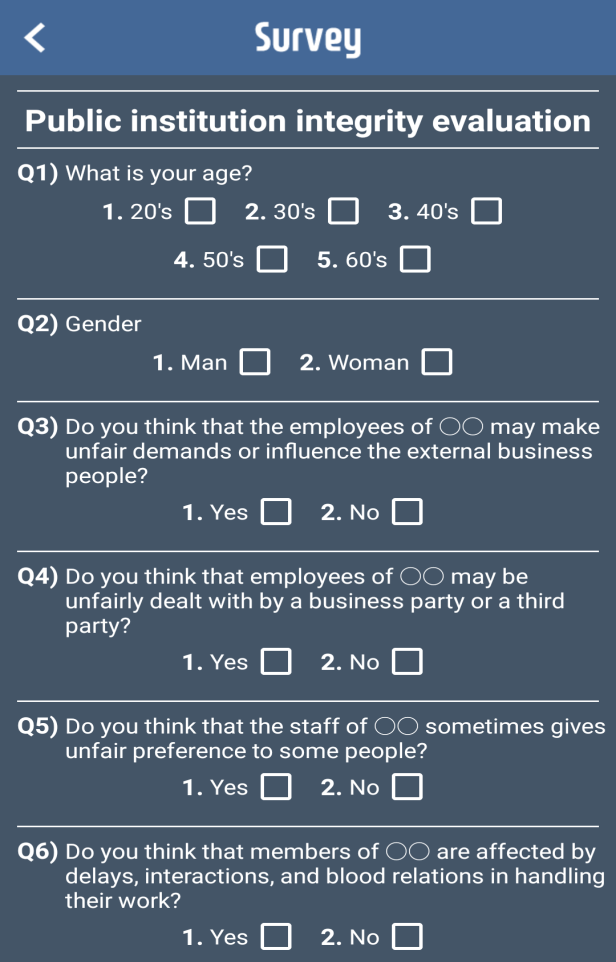 Survey
Public institution integrity evaluation
Q1) What is your age?
1. 20's 2. 30's 3. 40's
4. 50's 5. 60's
Q2) Gender
1. Man 2. Woman
Q3) Do you think that the employees of ○○ may make
unfair demands or influence the external business
people?
1. Yes 2. No
Q4) Do you think that employees of ○○ may be
unfairly dealt with by a business party or a third
party?
1. Yes 2. No
Q5) Do you think that the staff of ○○ sometimes gives
unfair preference to some people?
1. Yes 2. No
Q6) Do you think that members of ○○ are affected by
delays, interactions, and blood relations in handling
their work?
1. Yes 2. No